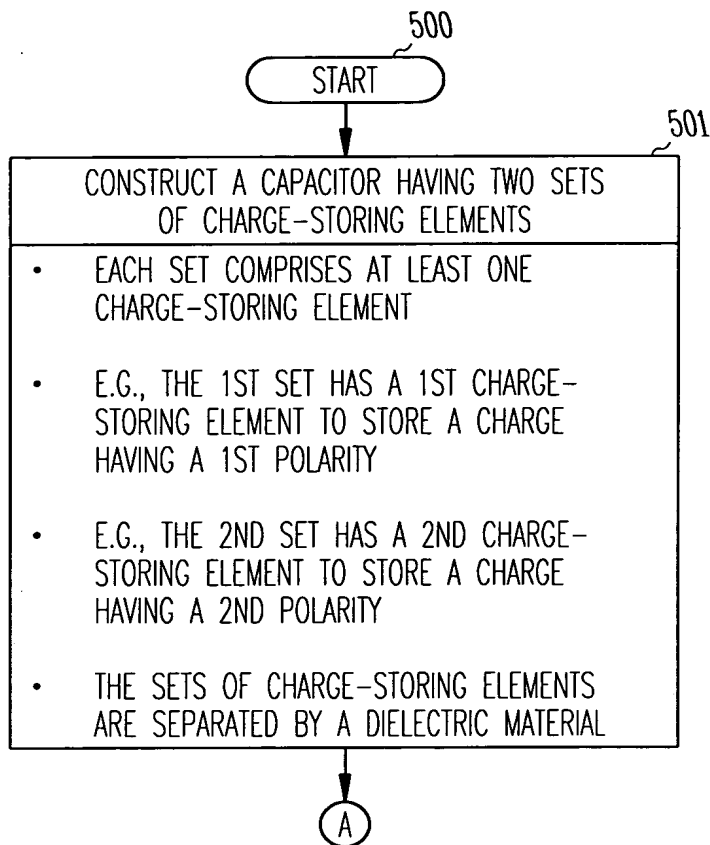 500
START
501
CONSTRUCT A CAPACITOR HAVING TWO SETS
OF CHARGE-STORING ELEMENTS
• EACH SET COMPRISES AT LEAST ONE
CHARGE-STORING ELEMENT
• E.G., THE 1ST SET HAS A 1ST CHARGE-
STORING ELEMENT TO STORE A CHARGE
HAVING A 1ST POLARITY
• E.G., THE 2ND SET HAS A 2ND CHARGE-
STORING ELEMENT TO STORE A CHARGE
HAVING A 2ND POLARITY
• THE SETS OF CHARGE-STORING ELEMENTS
ARE SEPARATED BY A DIELECTRIC MATERIAL
A